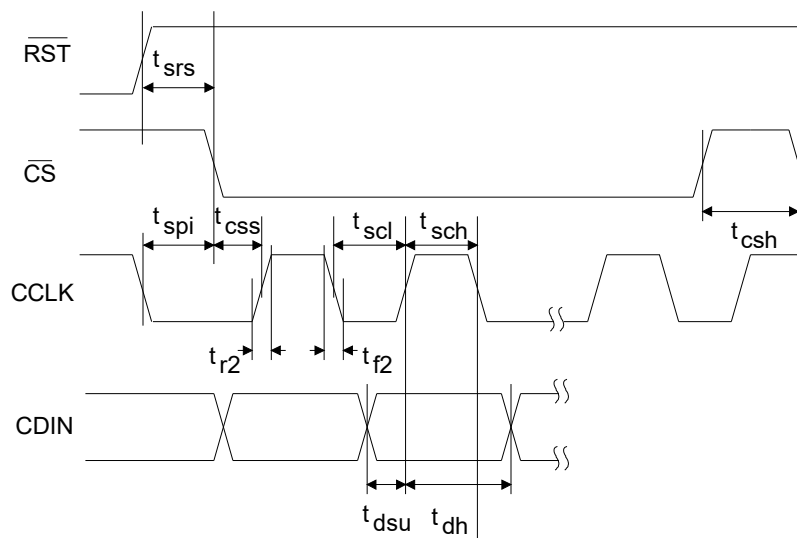 RST
t srs
CS
t spi
t css
t scl
t sch
t csh
CCLK
t r2
t f2
CDIN
t dsu
t dh